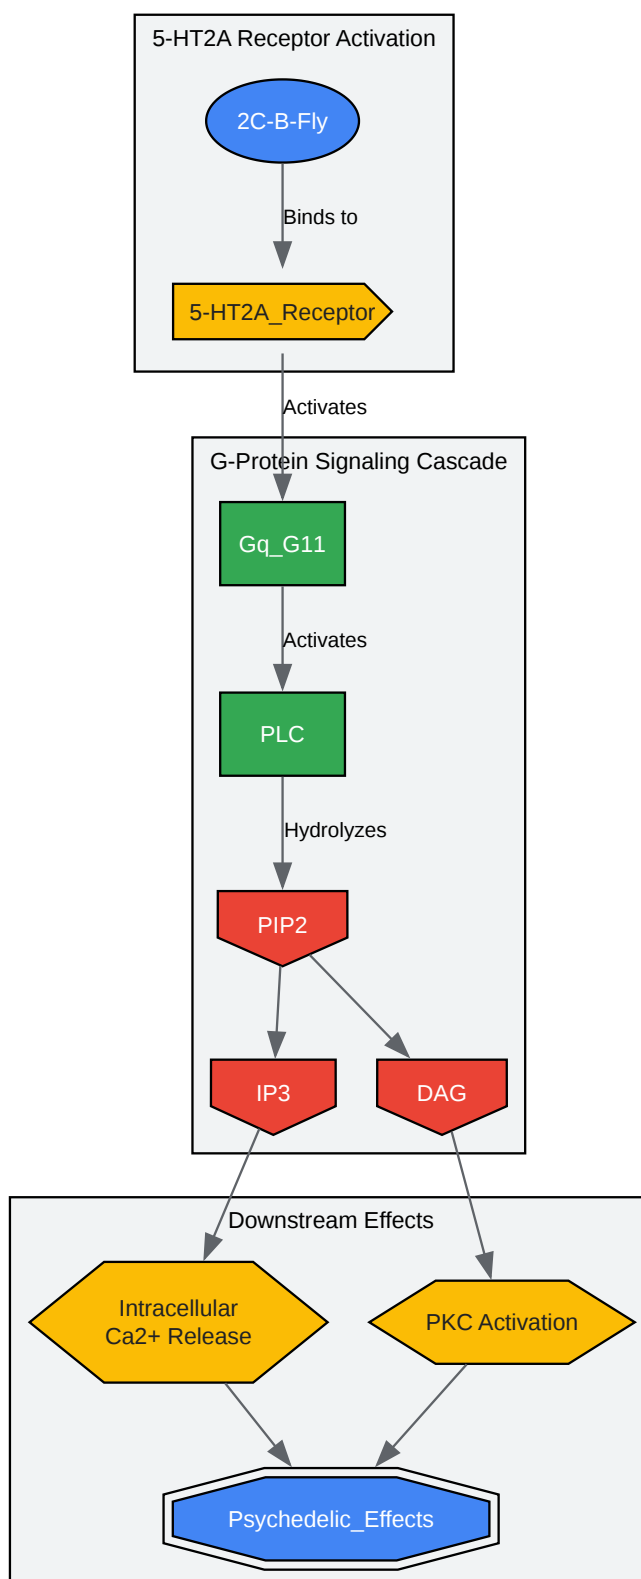 5-HT2A Receptor Activation
2C-B-Fly
Binds to
5-HT2A_Receptor
Activates
G-Protein Signaling Cascade
Gq_G11
Activates
PLC
Hydrolyzes
PIP2
IP3
DAG
Downstream Effects
Intracellular
Ca2+ Release
PKC Activation
Psychedelic_Effects